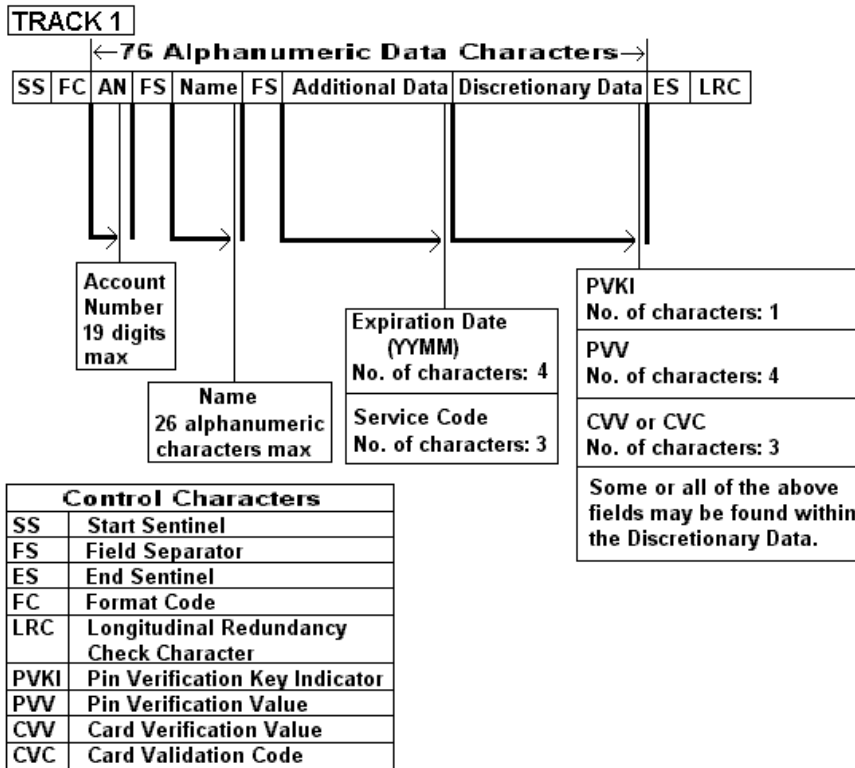 TRACK 1
76 Alphanumeric Data Characters
SS FC AN FS Name FS Additional Data Discretionary Data ES LRC
Account
Number
19 digits
max
Name
26 alphanumeric
characters max
Expiration Date
(YYMM)
No. of characters: 4
Service Code
No. of characters: 3
PVKI
No. of characters: 1
PVV
No. of characters: 4
CVV or CVC
No. of characters: 3
Some or all of the above
fields may be found within
the Discretionary Data.
Control Characters
SS Start Sentinel
FS Field Separator
ES End Sentinel
FC Format Code
LRC Longitudinal Redundancy
Check Character
PVKI Pin Verification Key Indicator
PVV Pin Verification Value
CVV Card Verification Value
CVC Card Validation Code